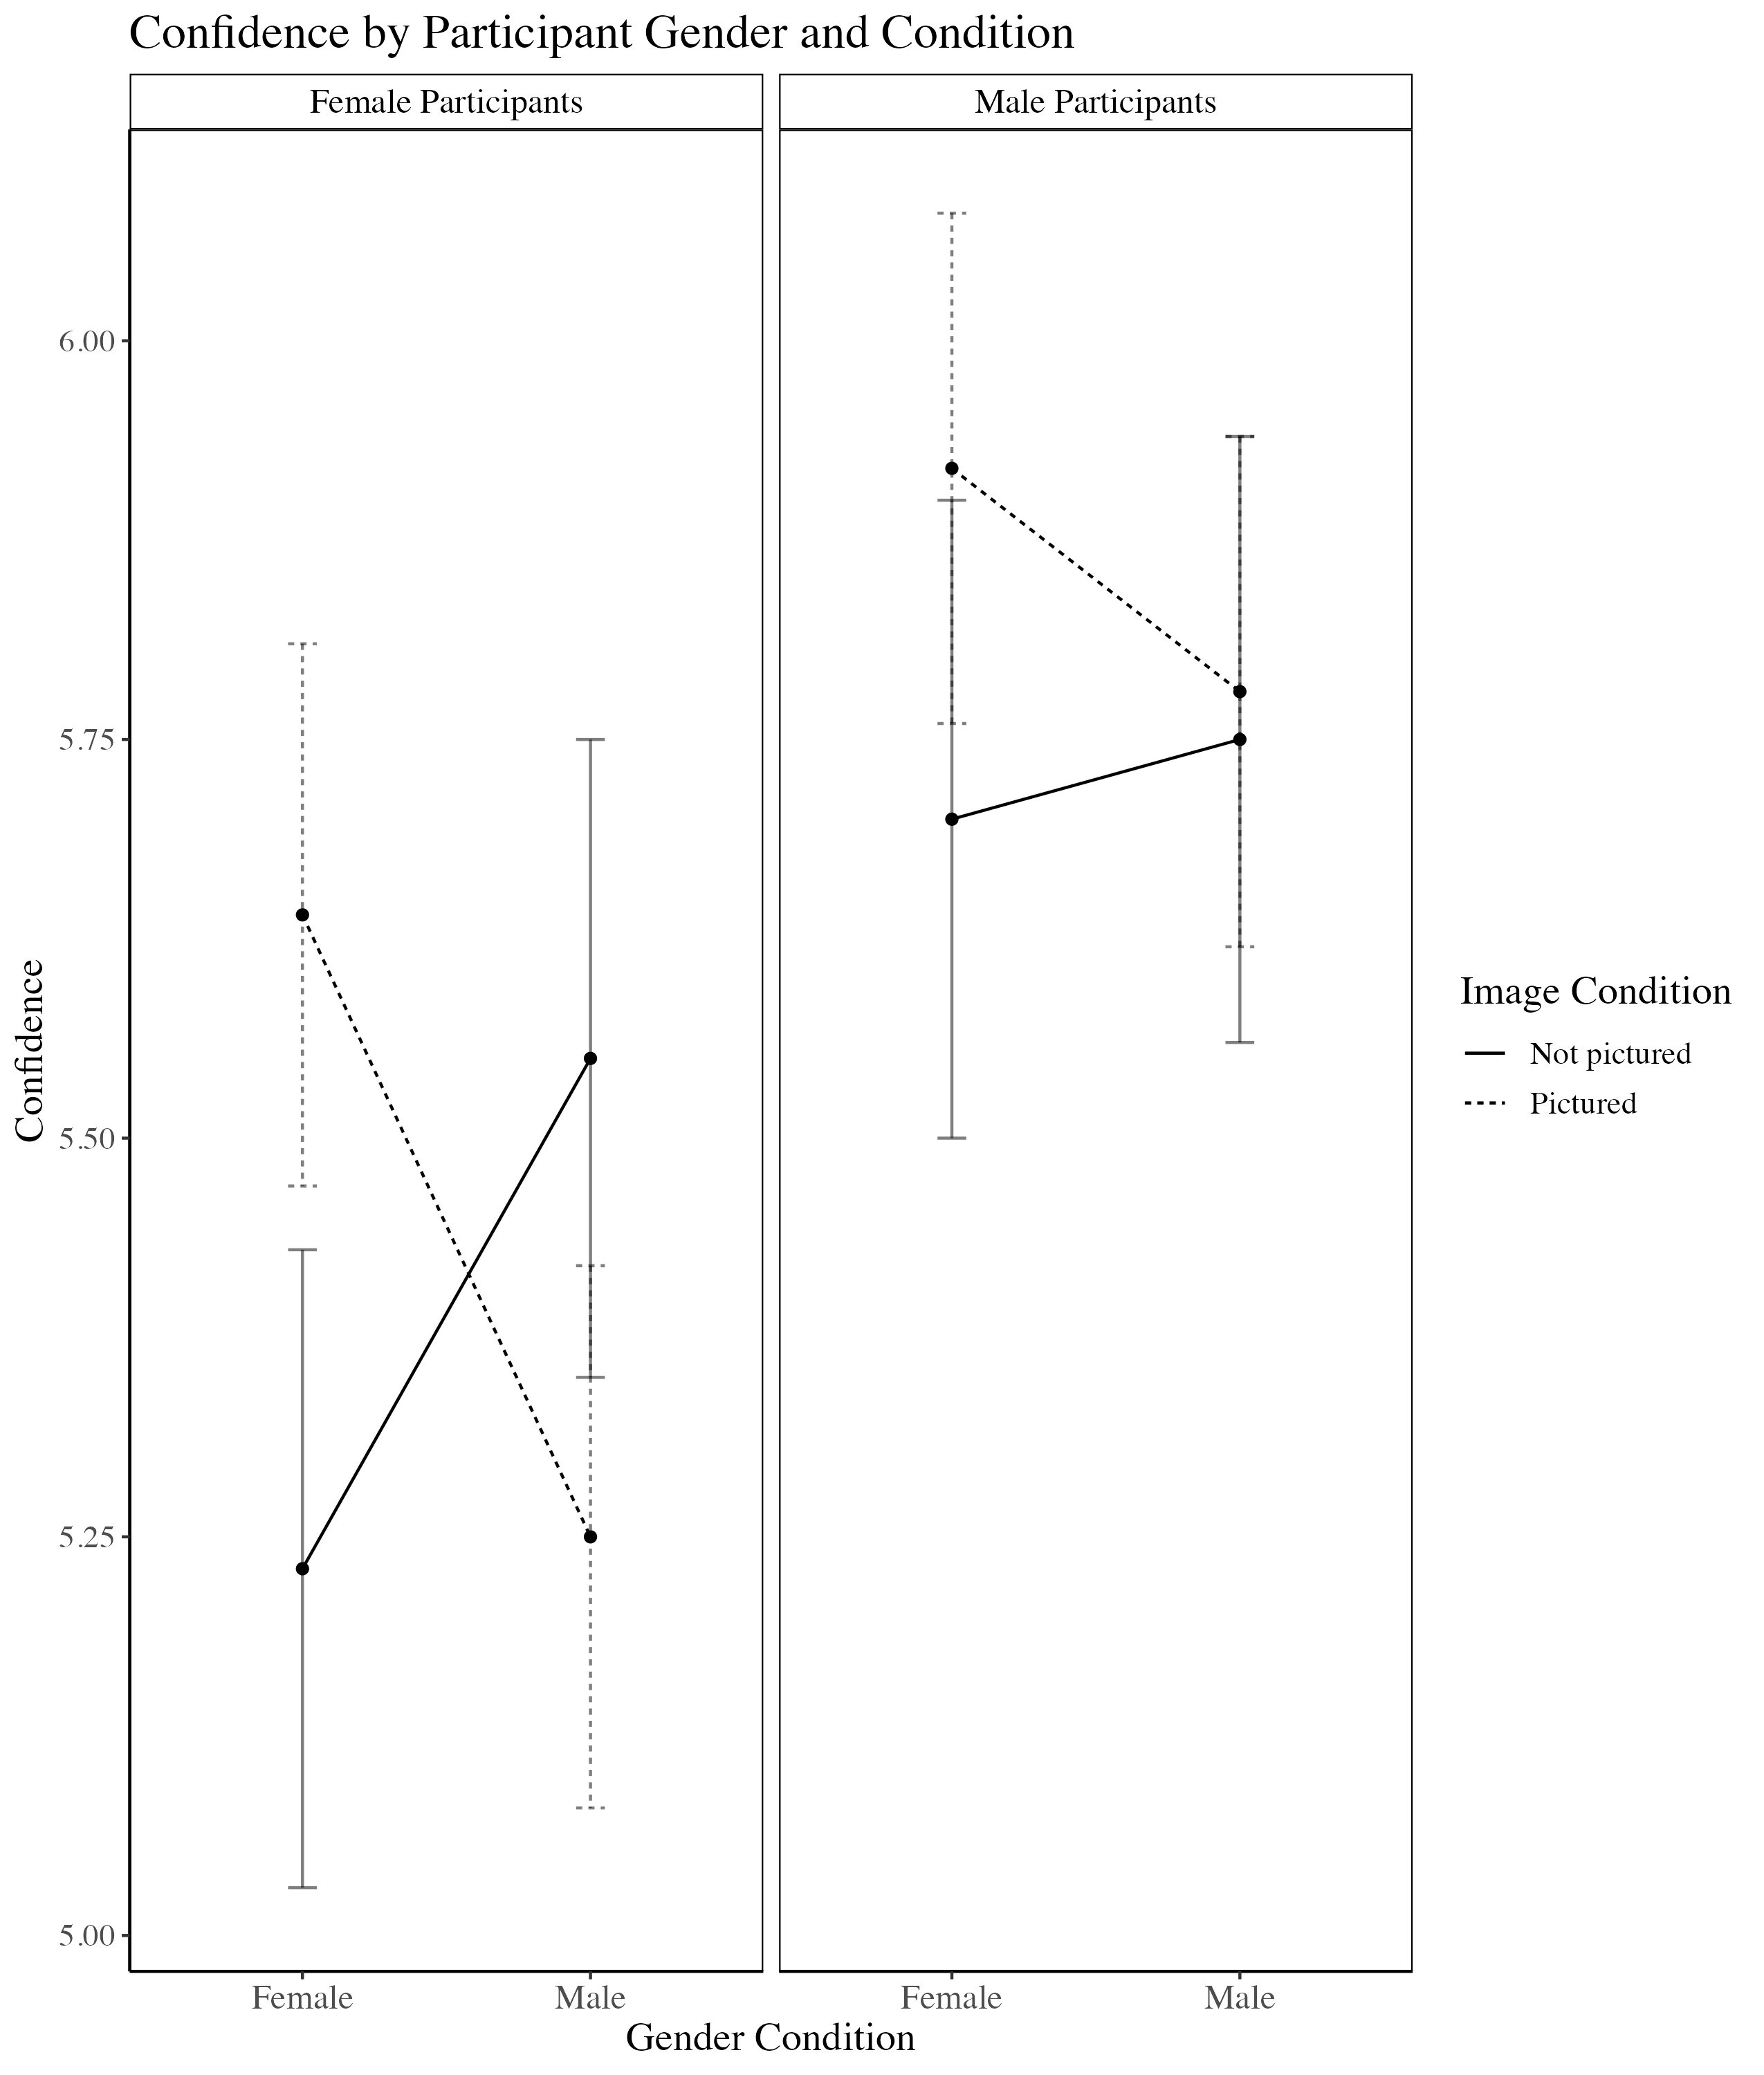 Confidence by Participant Gender and Condition
Female Participants
Male Participants
6.00
5.75
5.50
5.25
5.00
Confidence
Female
Male
Female
Male
Gender Condition
Image Condition
Not pictured
Pictured